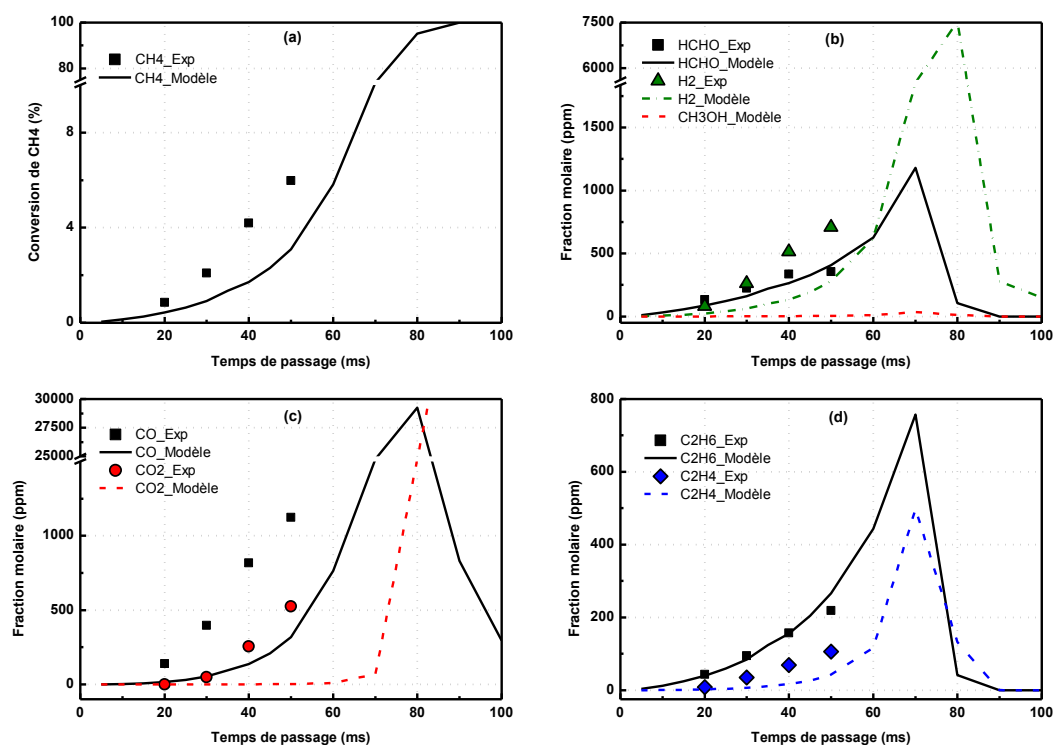 (a)
CH4_Exp
CH4_Modèle
Conversion de CH4 (%)
100
80
8
4
0
0 20 40 60 80 100
Temps de passage (ms)
(b)
HCHO_Exp
HCHO_Modèle
H2_Exp
H2_Modèle
CH3OH_Modèle
Fraction molaire (ppm)
7500
6000
1500
1000
500
0
0 20 40 60 80 100
Temps de passage (ms)
(c)
CO_Exp
CO_Modèle
CO2_Exp
CO2_Modèle
Fraction molaire (ppm)
30000
27500
25000
1000
500
0
0 20 40 60 80 100
Temps de passage (ms)
(d)
C2H6_Exp
C2H6_Modèle
C2H4_Exp
C2H4_Modèle
Fraction molaire (ppm)
800
600
400
200
0
0 20 40 60 80 100
Temps de passage (ms)